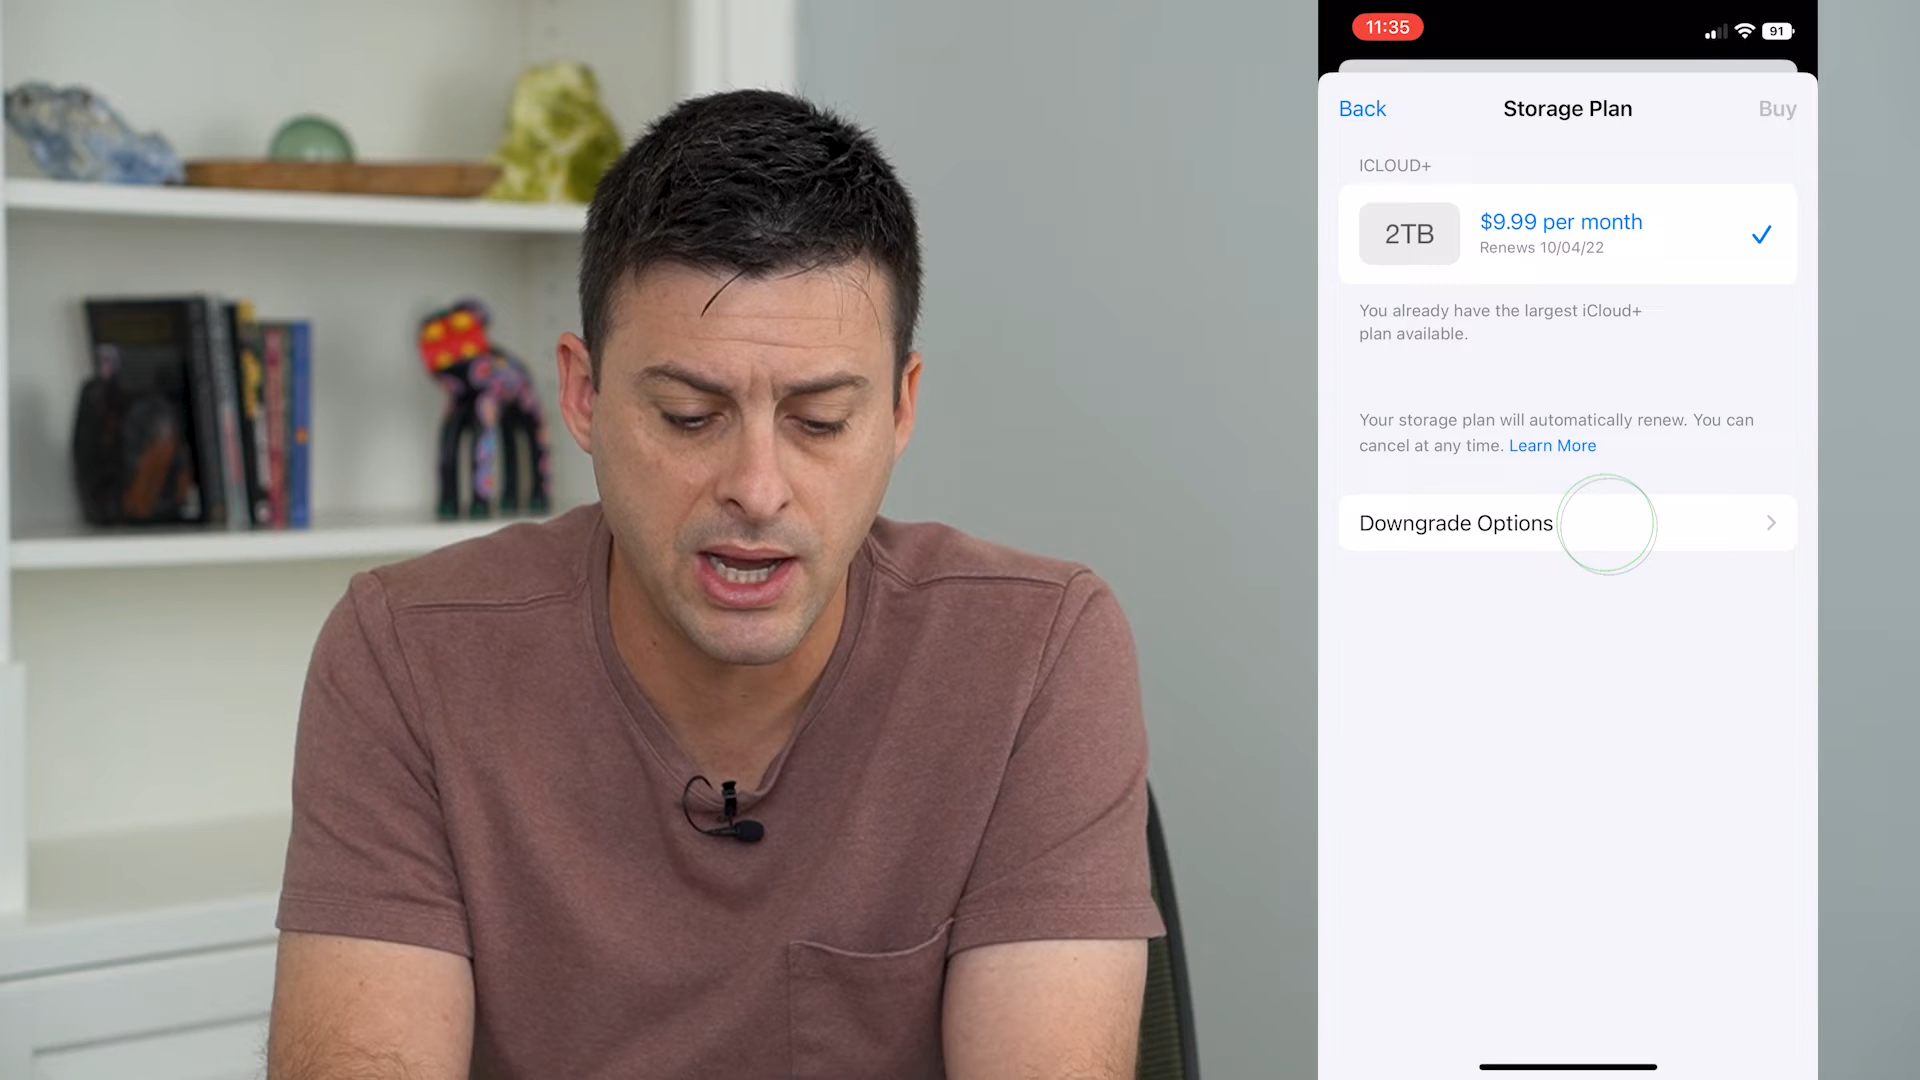 11:35
91
Back
Storage Plan
Buy
ICLOUD+
2TB
$9.99 per month
Renews 10/04/22
You already have the largest iCloud+
plan available.
Your storage plan will automatically renew. You can
cancel at any time. Learn More
Downgrade Options